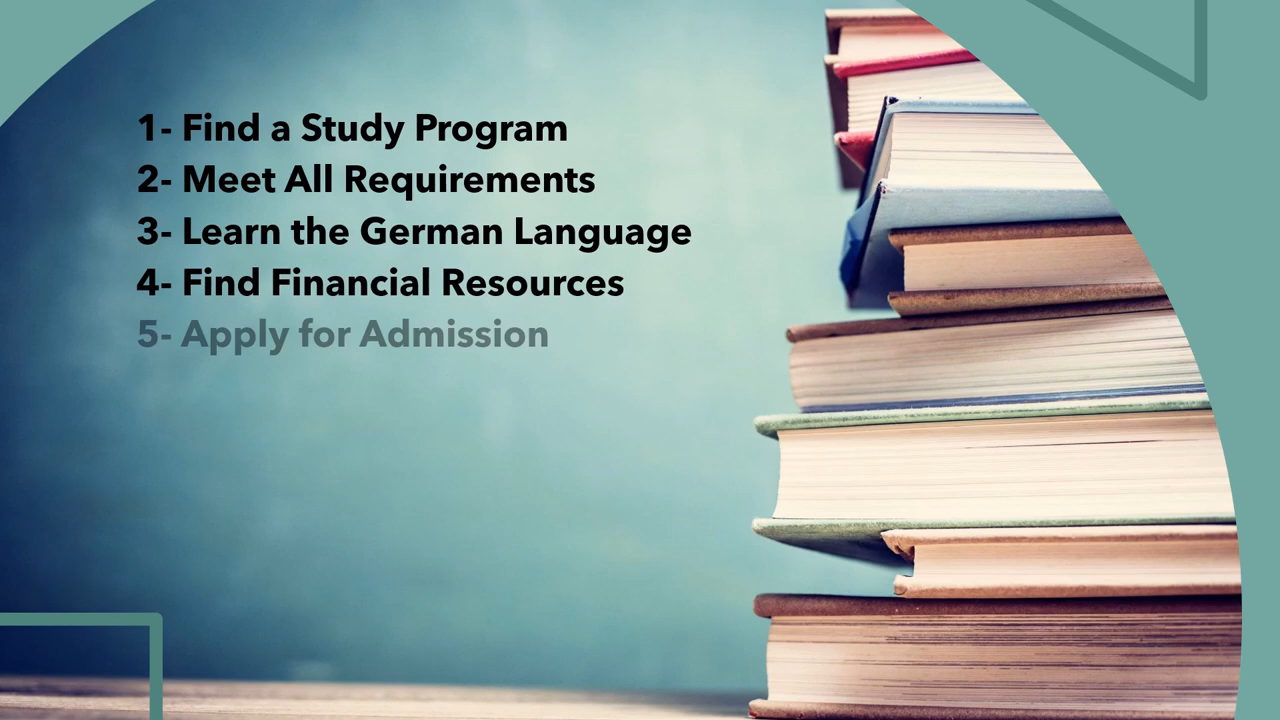 1- Find a Study Program
2- Meet All Requirements
3- Learn the German Language
4- Find Financial Resources
5- Apply for Admission